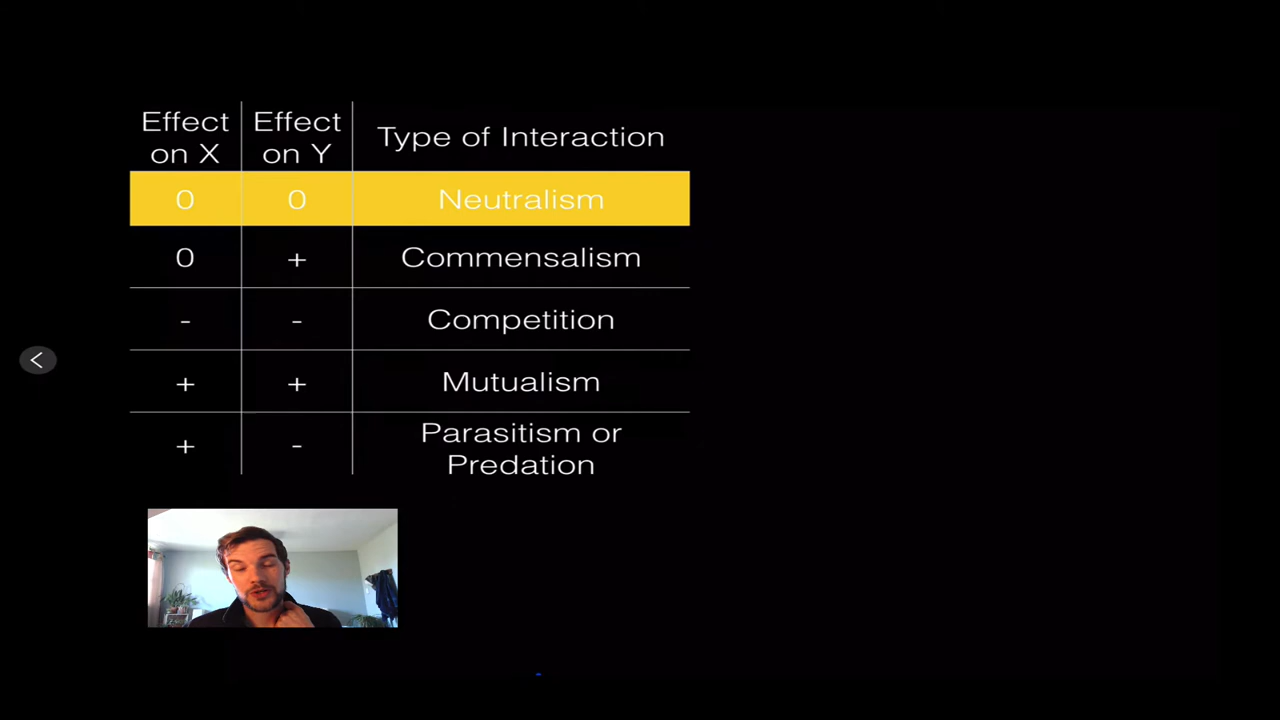 Effect on X Effect on Y Type of Interaction
0 0 Neutralism
0 + Commensalism
- - Competition
+ + Mutualism
+ - Parasitism or
Predation